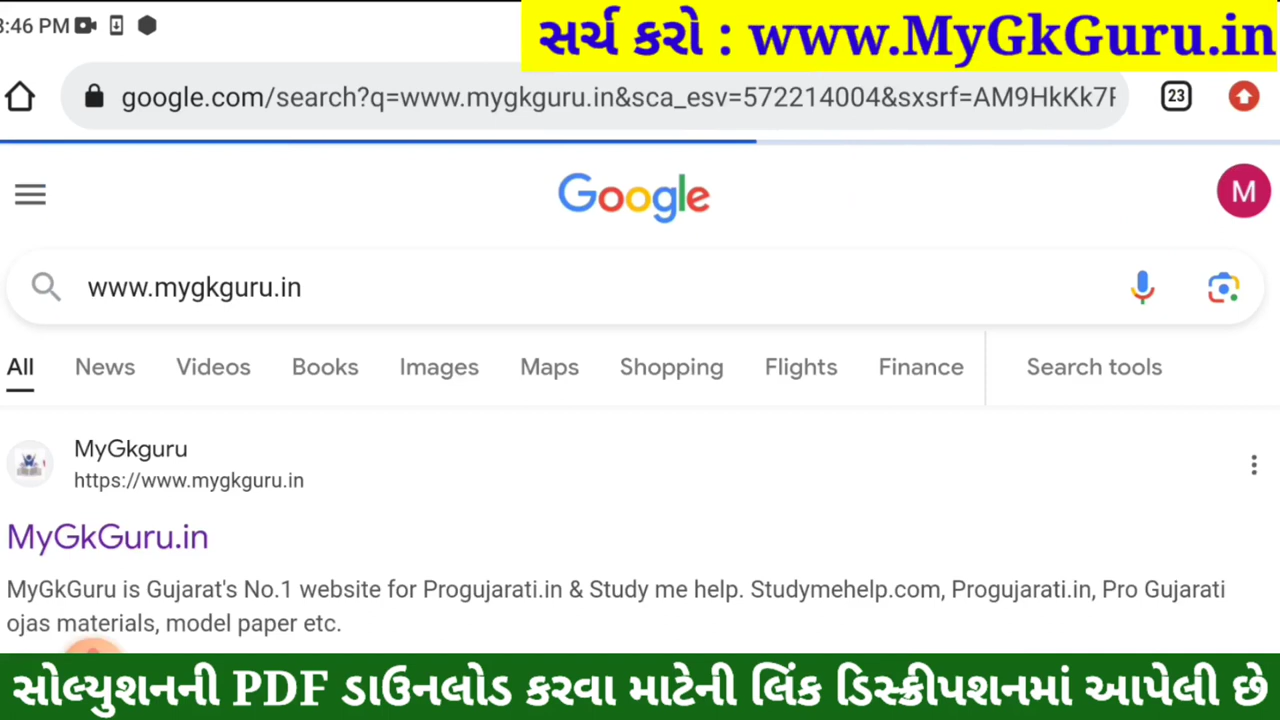 3:46 PM
સર્ચ કરો : www.MyGkGuru.in
google.com/search?q=www.mygkguru.in&sca_esv=572214004&sxsrf=AM9HkKk7F
23
Google
M
www.mygkguru.in
All News Videos Books Images Maps Shopping Flights Finance Search tools
MyGkguru
https://www.mygkguru.in
MyGkGuru.in
MyGkGuru is Gujarat's No.1 website for Progujarati.in & Study me help. Studymehelp.com, Progujarati.in, Pro Gujarati
ojas materials, model paper etc.
સોલ્યુશનની PDF ડાઉનલોડ કરવા માટેની લિંક ડિસ્ક્રીપશનમાં આપેલી છે